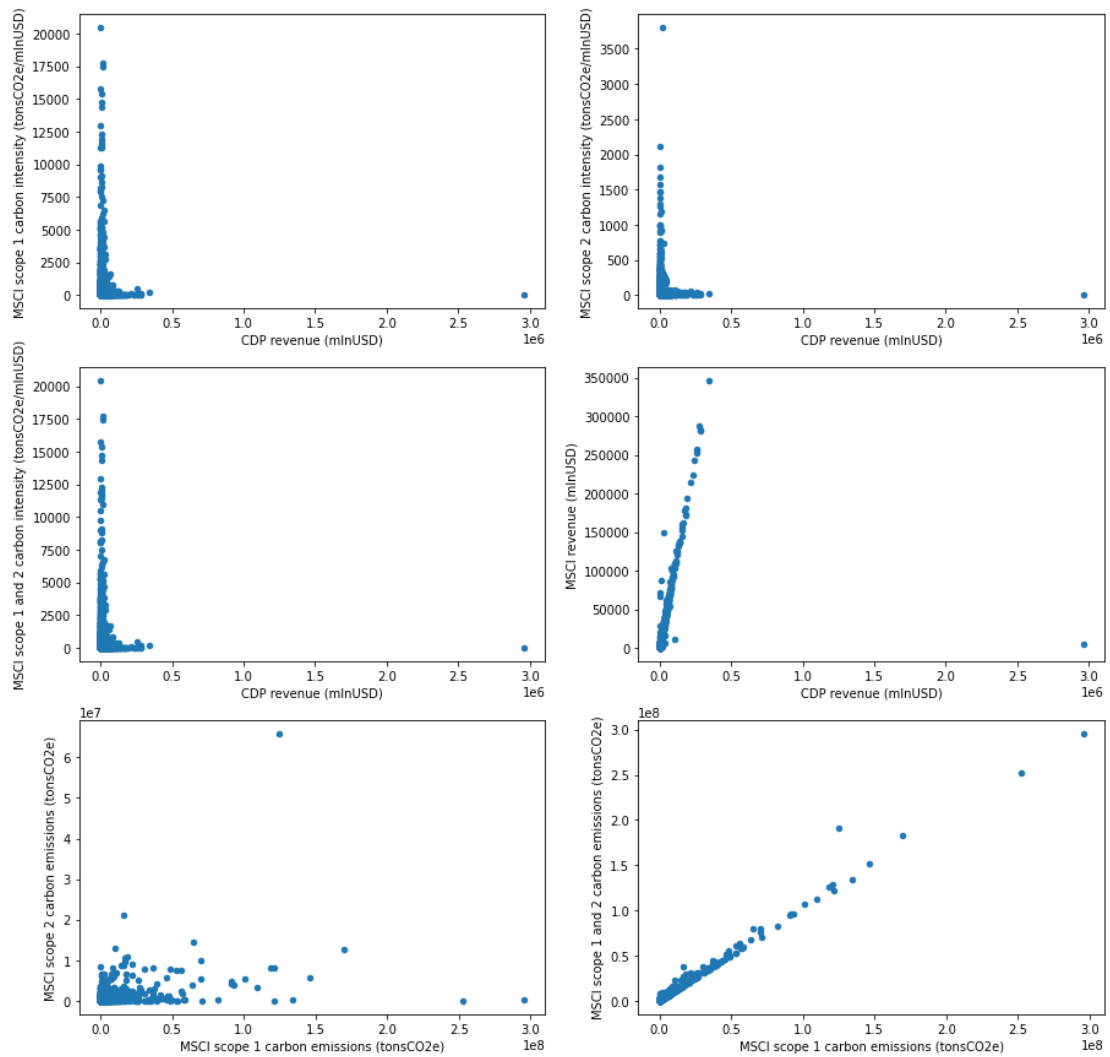 MSCI scope 1 carbon intensity (tonsCO2e/mlnUSD)
20000
17500
15000
12500
10000
7500
5000
2500
0
0.0 0.5 1.0 1.5 2.0 2.5 3.0
CDP revenue (mlnUSD)
1e6
MSCI scope 2 carbon intensity (tonsCO2e/mlnUSD)
3500
3000
2500
2000
1500
1000
500
0
0.0 0.5 1.0 1.5 2.0 2.5 3.0
CDP revenue (mlnUSD)
1e6
MSCI scope 1 and 2 carbon intensity (tonsCO2e/mlnUSD)
20000
17500
15000
12500
10000
7500
5000
2500
0
0.0 0.5 1.0 1.5 2.0 2.5 3.0
CDP revenue (mlnUSD)
1e6
MSCI revenue (mlnUSD)
350000
300000
250000
200000
150000
100000
50000
0
0.0 0.5 1.0 1.5 2.0 2.5 3.0
CDP revenue (mlnUSD)
1e6
1e7
MSCI scope 2 carbon emissions (tonsCO2e)
6
5
4
3
2
1
0
0.0 0.5 1.0 1.5 2.0 2.5 3.0
MSCI scope 1 carbon emissions (tonsCO2e)
1e8
1e8
MSCI scope 1 and 2 carbon emissions (tonsCO2e)
3.0
2.5
2.0
1.5
1.0
0.5
0.0
0.0 0.5 1.0 1.5 2.0 2.5 3.0
MSCI scope 1 carbon emissions (tonsCO2e)
1e8